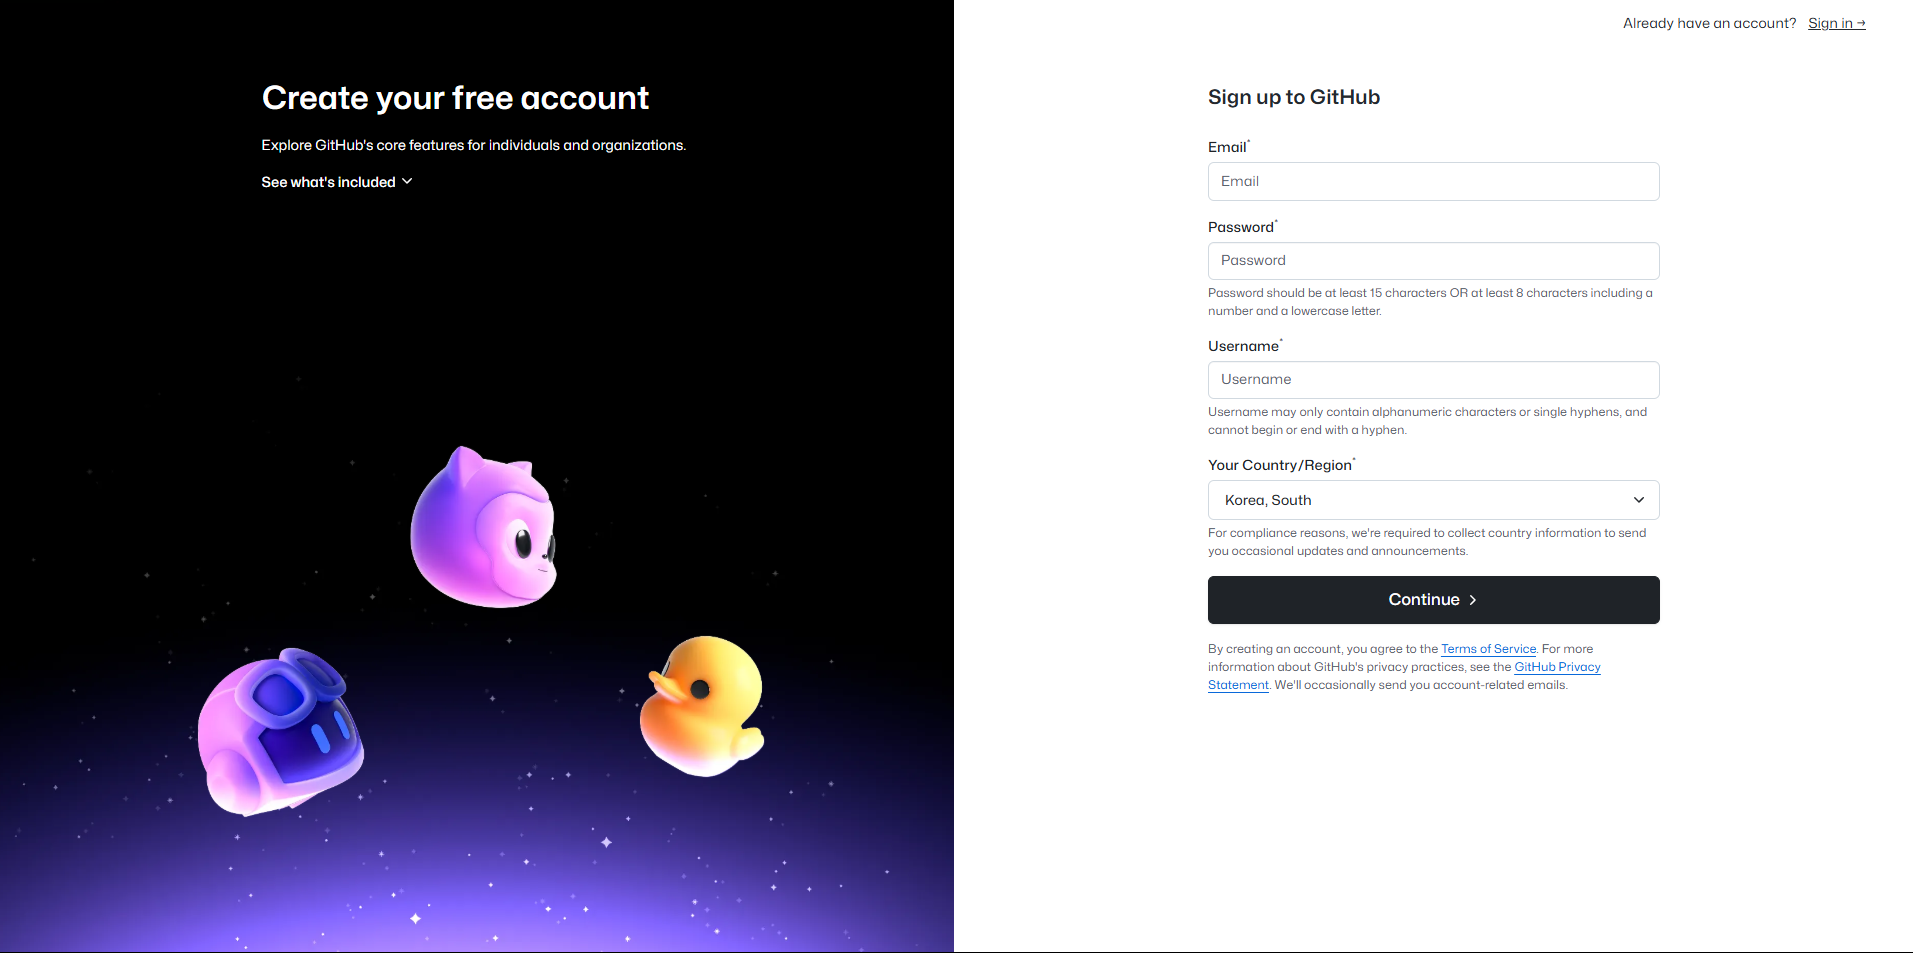 Already have an account? Sign in →
Create your free account
Explore GitHub's core features for individuals and organizations.
See what's included
Sign up to GitHub
Email*
Email
Password*
Password
Password should be at least 15 characters OR at least 8 characters including a
number and a lowercase letter.
Username*
Username
Username may only contain alphanumeric characters or single hyphens, and
cannot begin or end with a hyphen.
Your Country/Region*
Korea, South
For compliance reasons, we're required to collect country information to send
you occasional updates and announcements.
Continue
By creating an account, you agree to the Terms of Service. For more
information about GitHub's privacy practices, see the GitHub Privacy
Statement. We'll occasionally send you account-related emails.